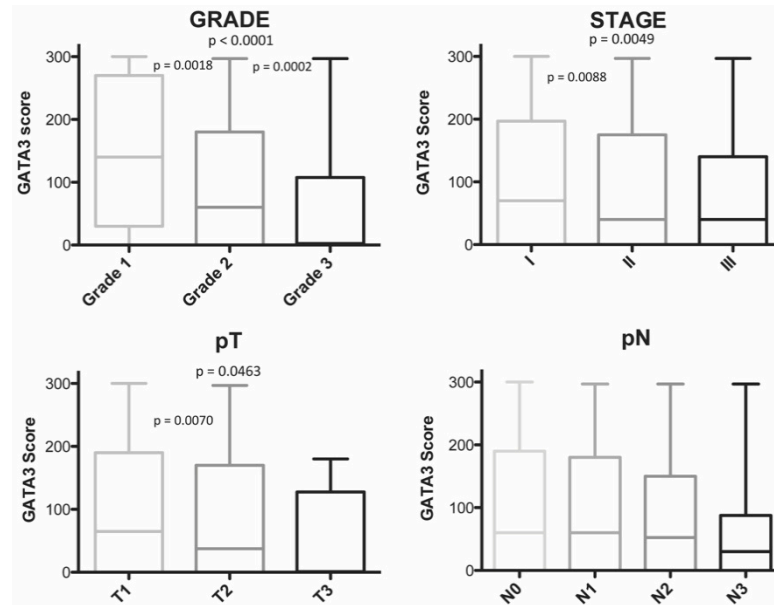 GRADE
p < 0.0001
p = 0.0018
p = 0.0002
GATA3 score
300
200
100
0
Grade 1
Grade 2
Grade 3
STAGE
p = 0.0049
p = 0.0088
GATA3 Score
300
200
100
0
I
II
III
pT
p = 0.0463
p = 0.0070
GATA3 Score
300
200
100
0
T1
T2
T3
pN
GATA3 Score
300
200
100
0
N0
N1
N2
N3